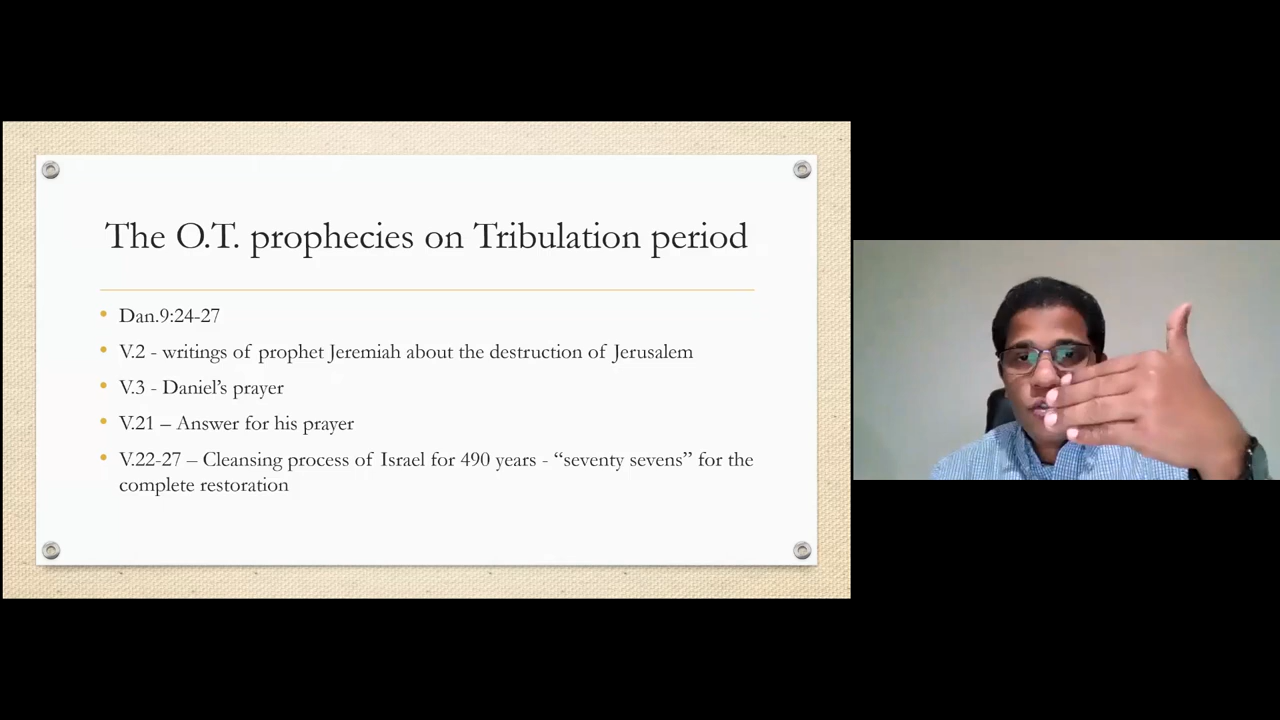 The O.T. prophecies on Tribulation period
Dan.9:24-27
V.2 - writings of prophet Jeremiah about the destruction of Jerusalem
V.3 - Daniel’s prayer
V.21 – Answer for his prayer
V.22-27 – Cleansing process of Israel for 490 years - “seventy sevens” for the
complete restoration